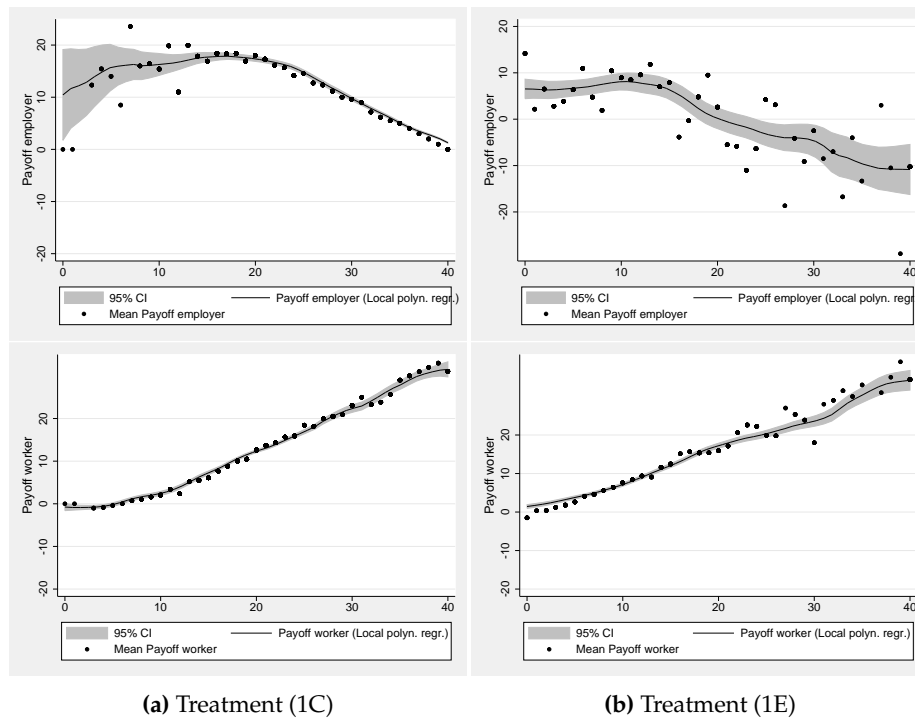 20
10
0
-10
-20
Payoff employer
0 10 20 30 40
95% CI Payoff employer (Local polyn. regr.)
Mean Payoff employer
20
10
0
-10
-20
Payoff employer
0 10 20 30 40
95% CI Payoff employer (Local polyn. regr
Mean Payoff employer
30
20
10
0
-10
-20
Payoff worker
0 10 20 30 40
95% CI Payoff worker (Local polyn. regr.)
Mean Payoff worker
20
10
0
-10
-20
Payoff worker
0 10 20 30 40
95% CI Payoff worker (Local polyn. regr.)
Mean Payoff worker
(a) Treatment (1C)
(b) Treatment (1E)